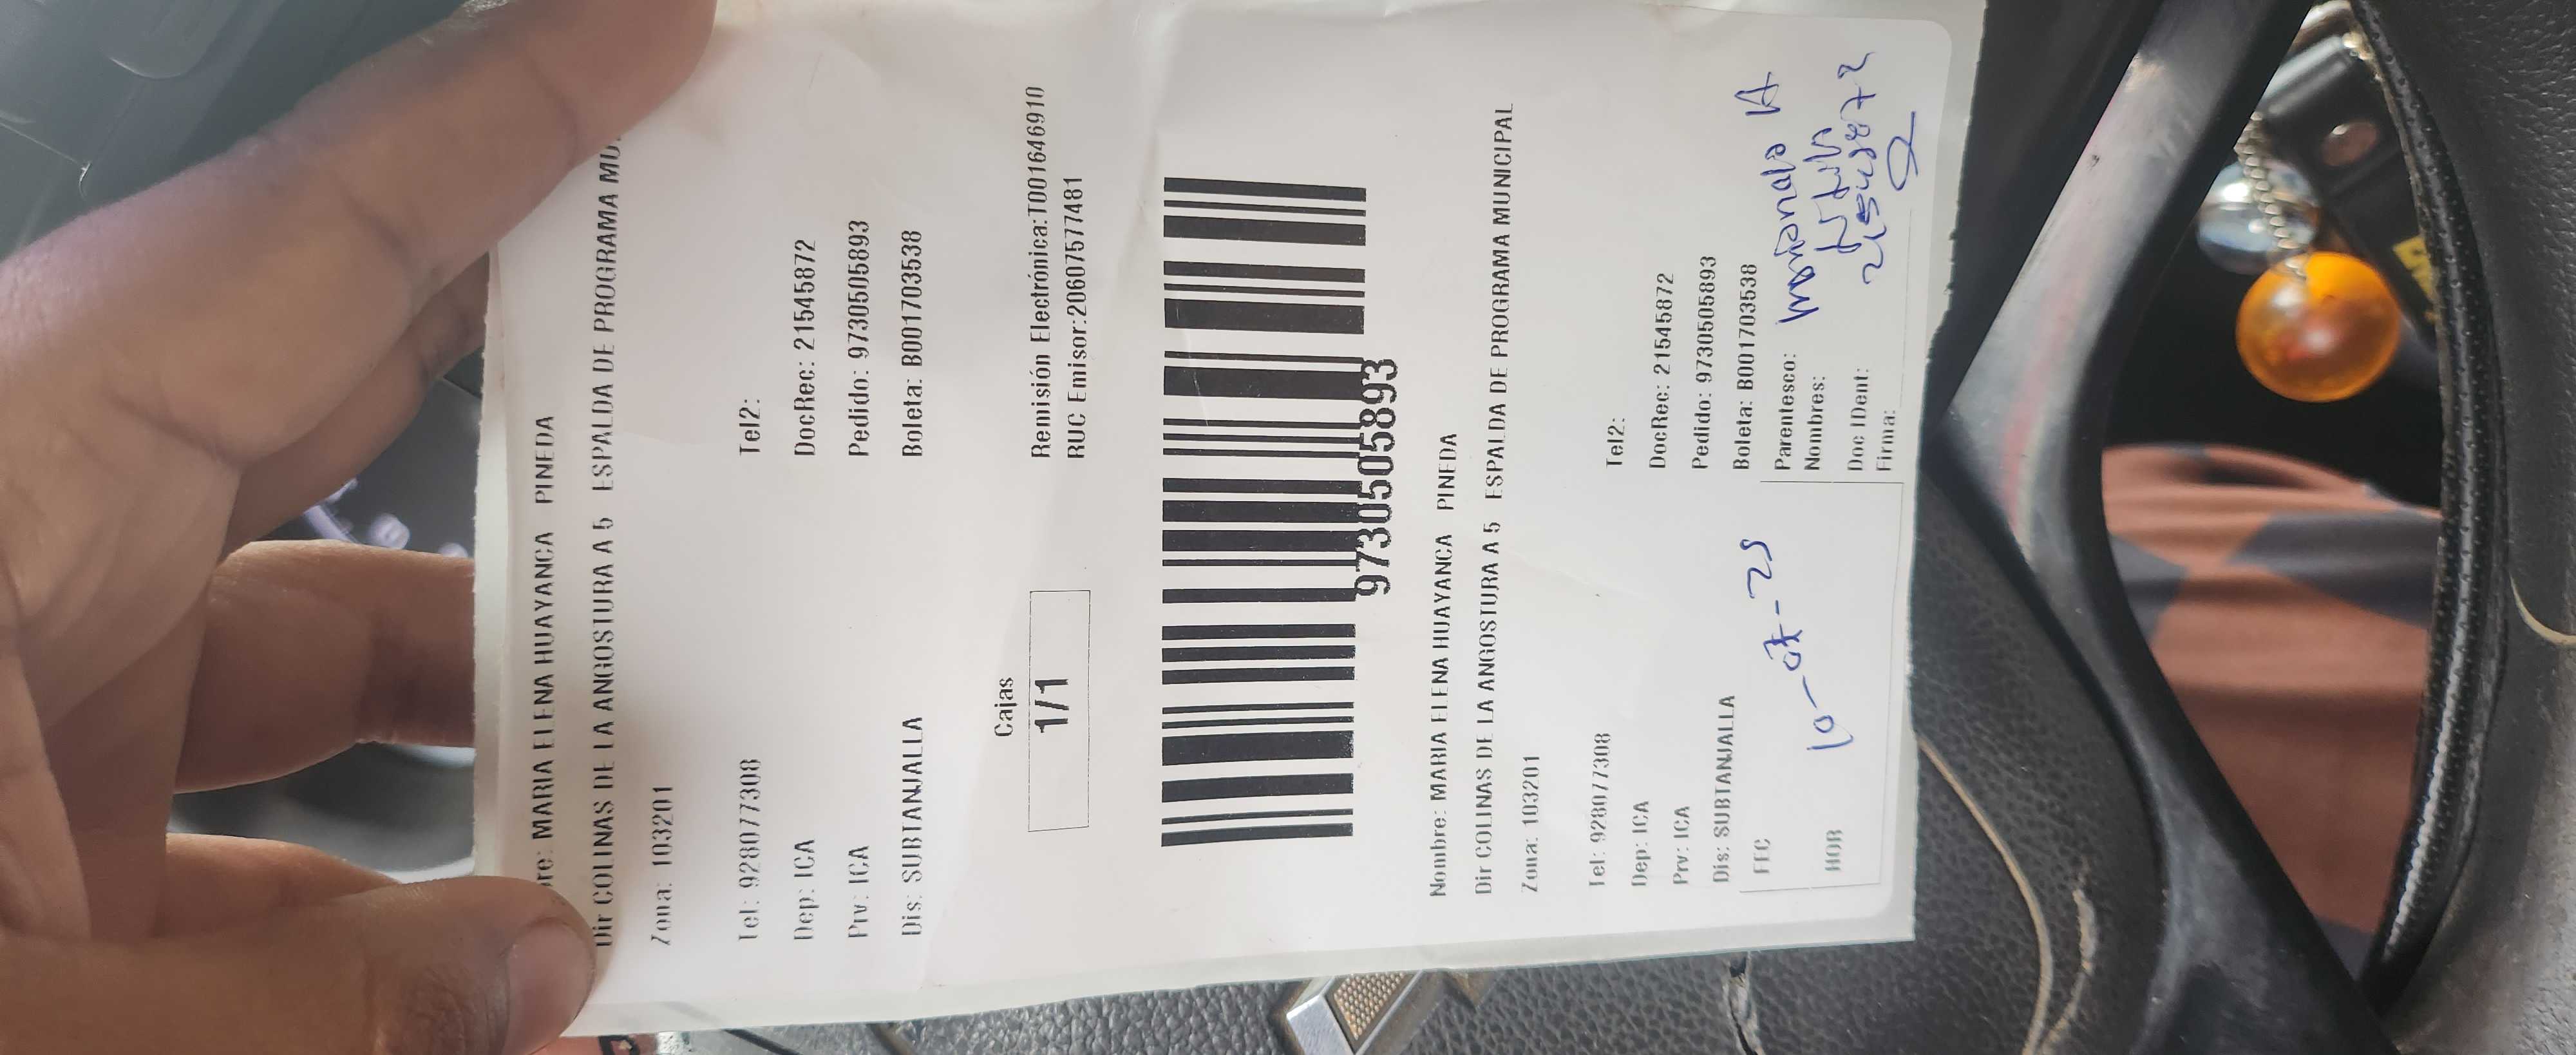 re: MARIA ELENA HUAYANCA PINEDA
Dir COLINAS DE LA ANGOSTURA A 5 ESPALDA DE PROGRAMA MU
Zona: 103201
Tel: 928077308 Tel2:
Dep: ICA DocRec: 21545872
Prv: ICA Pedido: 9730505893
Dis: SUBTANJALLA Boleta: B001703538
Cajas
1/1
Remisión Electrónica:T001646910
RUC Emisor:20607577481
9730505893
Nombre: MARIA ELENA HUAYANCA PINEDA
Dir COLINAS DE LA ANGOSTURA A 5 ESPALDA DE PROGRAMA MUNICIPAL
Zona: 103201
Tel: 928077308 Tel2:
Dep: ICA DocRec: 21545872
Prv: ICA Pedido: 9730505893
Dis: SUBTANJALLA Boleta: B001703538
FEC 10-07-25
HOR
Parentesco:
Nombres:
Doc IDent: 21545872
Firma: